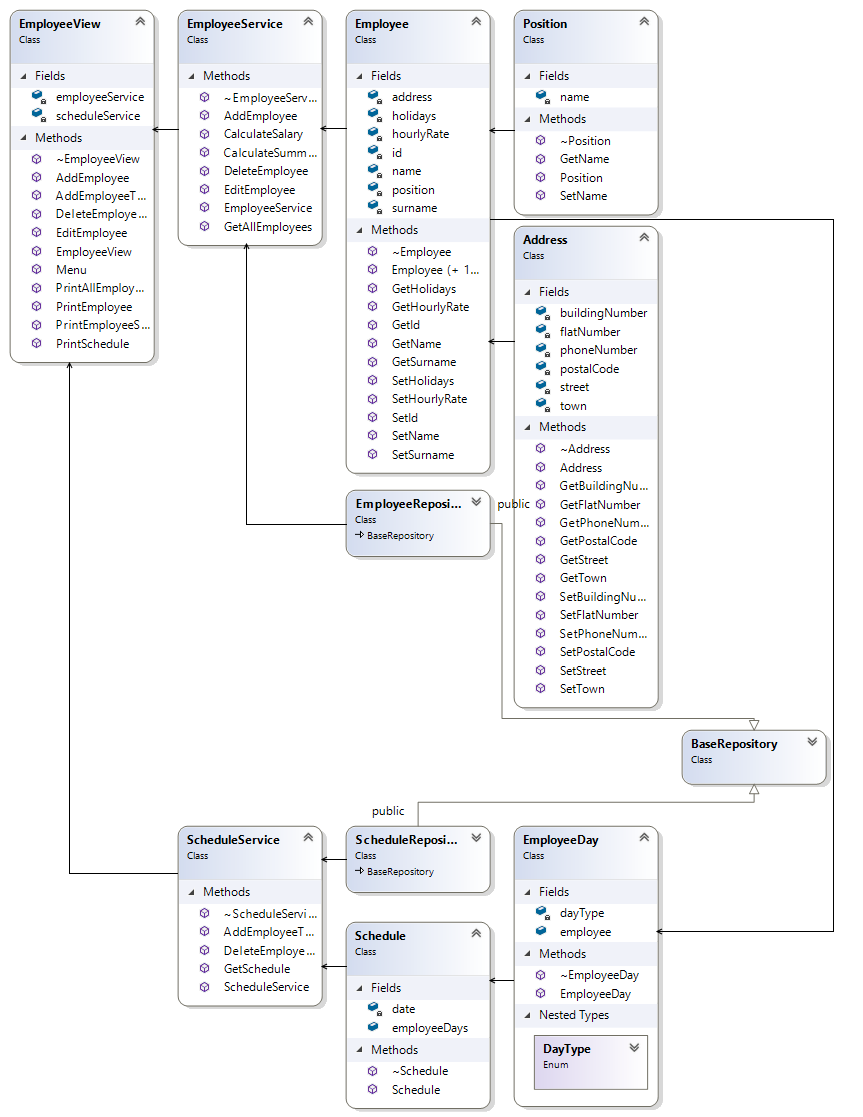 EmployeeView
Class
Fields
employeeService
scheduleService
Methods
~EmployeeView
AddEmployee
AddEmployeeT...
DeleteEmploye...
EditEmployee
EmployeeView
Menu
PrintAllEmploy...
PrintEmployee
PrintEmployeeS...
PrintSchedule
EmployeeService
Class
Methods
~EmployeeServ...
AddEmployee
CalculateSalary
CalculateSumm...
DeleteEmployee
EditEmployee
EmployeeService
GetAllEmployees
Employee
Class
Fields
address
holidays
hourlyRate
id
name
position
surname
Methods
~Employee
Employee (+ 1...
GetHolidays
GetHourlyRate
GetId
GetName
GetSurname
SetHolidays
SetHourlyRate
SetId
SetName
SetSurname
Position
Class
Fields
name
Methods
~Position
GetName
Position
SetName
Address
Class
Fields
buildingNumber
flatNumber
phoneNumber
postalCode
street
town
Methods
~Address
Address
GetBuildingNu...
GetFlatNumber
GetPhoneNum...
GetPostalCode
GetStreet
GetTown
SetBuildingNu...
SetFlatNumber
SetPhoneNum...
SetPostalCode
SetStreet
SetTown
EmployeeReposi...
Class
BaseRepository
public
BaseRepository
Class
public
ScheduleService
Class
Methods
~ScheduleServi...
AddEmployeeT...
DeleteEmploye...
GetSchedule
ScheduleService
ScheduleReposi...
Class
BaseRepository
Schedule
Class
Fields
date
employeeDays
Methods
~Schedule
Schedule
EmployeeDay
Class
Fields
dayType
employee
Methods
~EmployeeDay
EmployeeDay
Nested Types
DayType
Enum